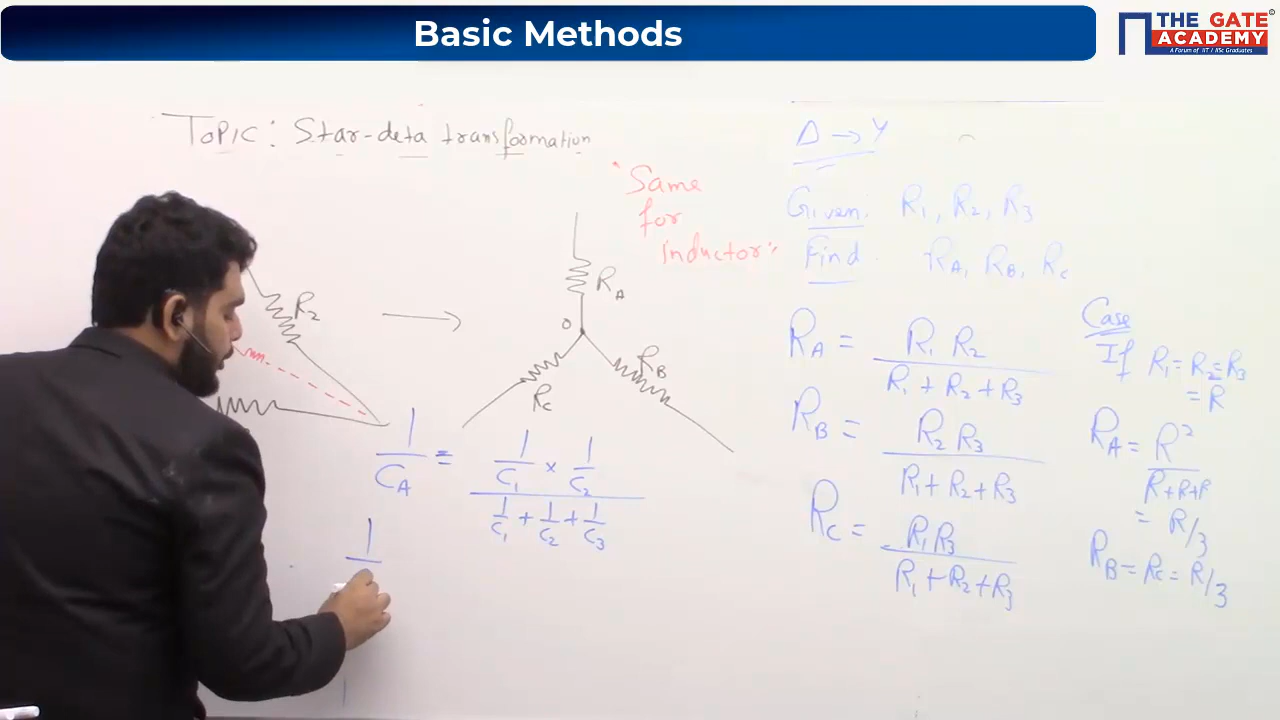 Basic Methods
THE GATE
ACADEMY
A Forum of IIT / IISc Graduates
TOPIC: Star-deta transformation
"Same
for
inductor"
R2
RA
O
RB
RC
1/CA = (1/C1 × 1/C2) / (1/C1 + 1/C2 + 1/C3)
1
Δ → Y
Given. R1, R2, R3
Find. RA, RB, RC
RA = R1 R2 / (R1 + R2 + R3)
RB = R2 R3 / (R1 + R2 + R3)
RC = R1 R3 / (R1 + R2 + R3)
Case
If R1 = R2 = R3
= R
RA = R² / (R+R+R)
= R/3
RB = RC = R/3